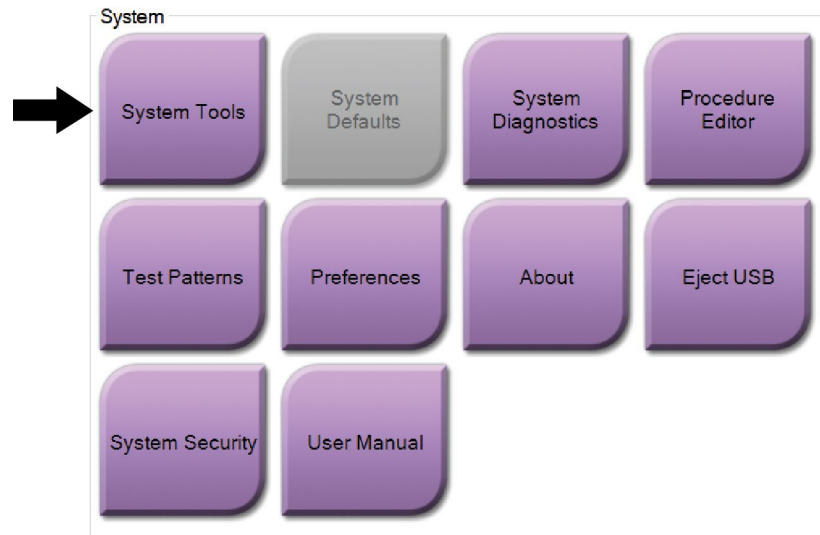 System
System Tools
System
Defaults
System
Diagnostics
Procedure
Editor
Test Patterns
Preferences
About
Eject USB
System Security
User Manual